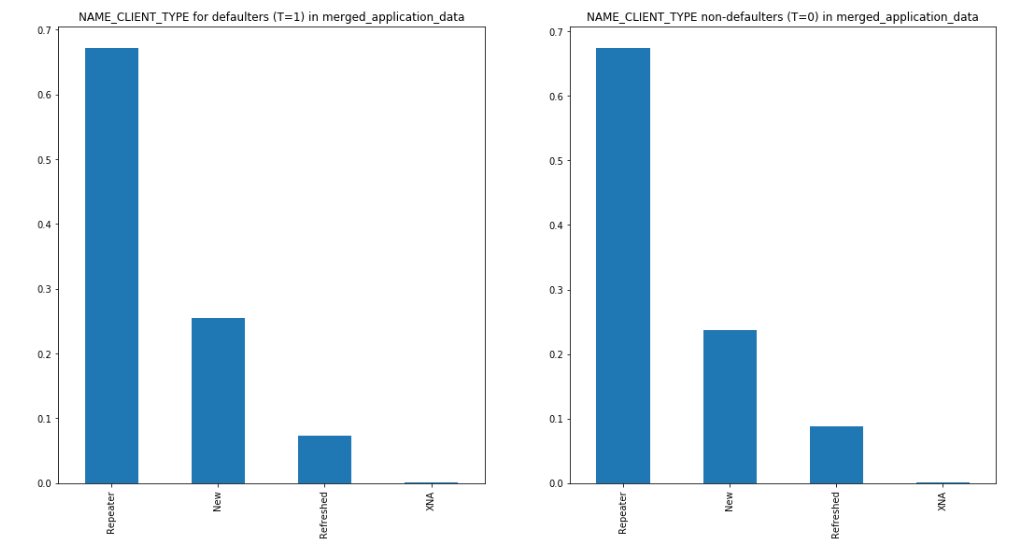 NAME_CLIENT_TYPE for defaulters (T=1) in merged_application_data
0.7
0.6
0.5
0.4
0.3
0.2
0.1
0.0
Repeater
New
Refreshed
XNA
NAME_CLIENT_TYPE non-defaulters (T=0) in merged_application_data
0.7
0.6
0.5
0.4
0.3
0.2
0.1
0.0
Repeater
New
Refreshed
XNA